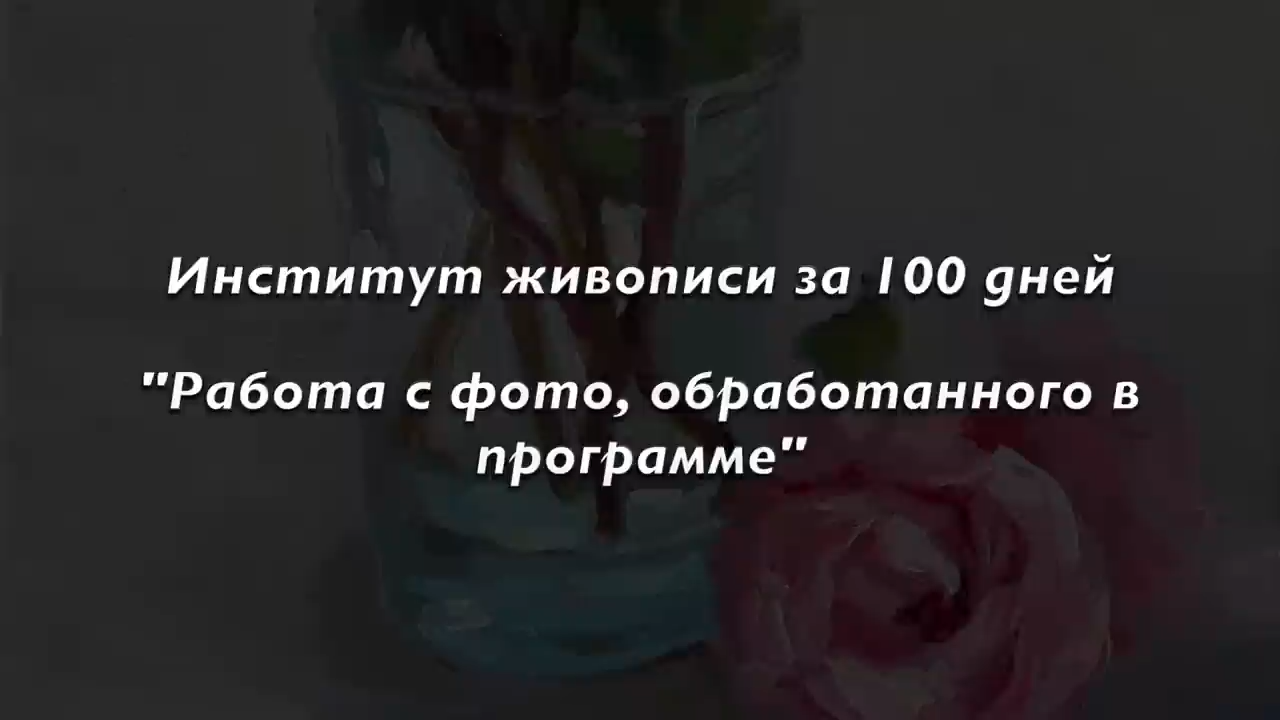 Институт живописи за 100 дней
"Работа с фото, обработанного в
программе"